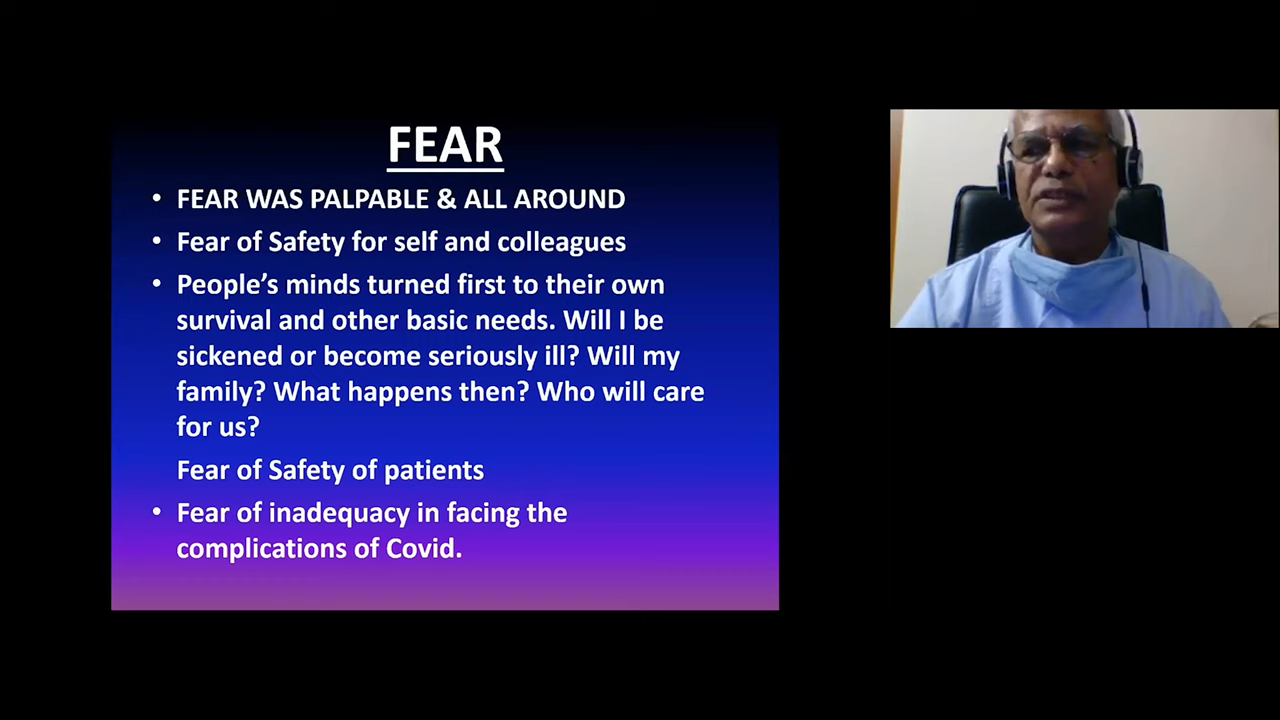 FEAR
• FEAR WAS PALPABLE & ALL AROUND
• Fear of Safety for self and colleagues
• People’s minds turned first to their own
survival and other basic needs. Will I be
sickened or become seriously ill? Will my
family? What happens then? Who will care
for us?
Fear of Safety of patients
• Fear of inadequacy in facing the
complications of Covid.